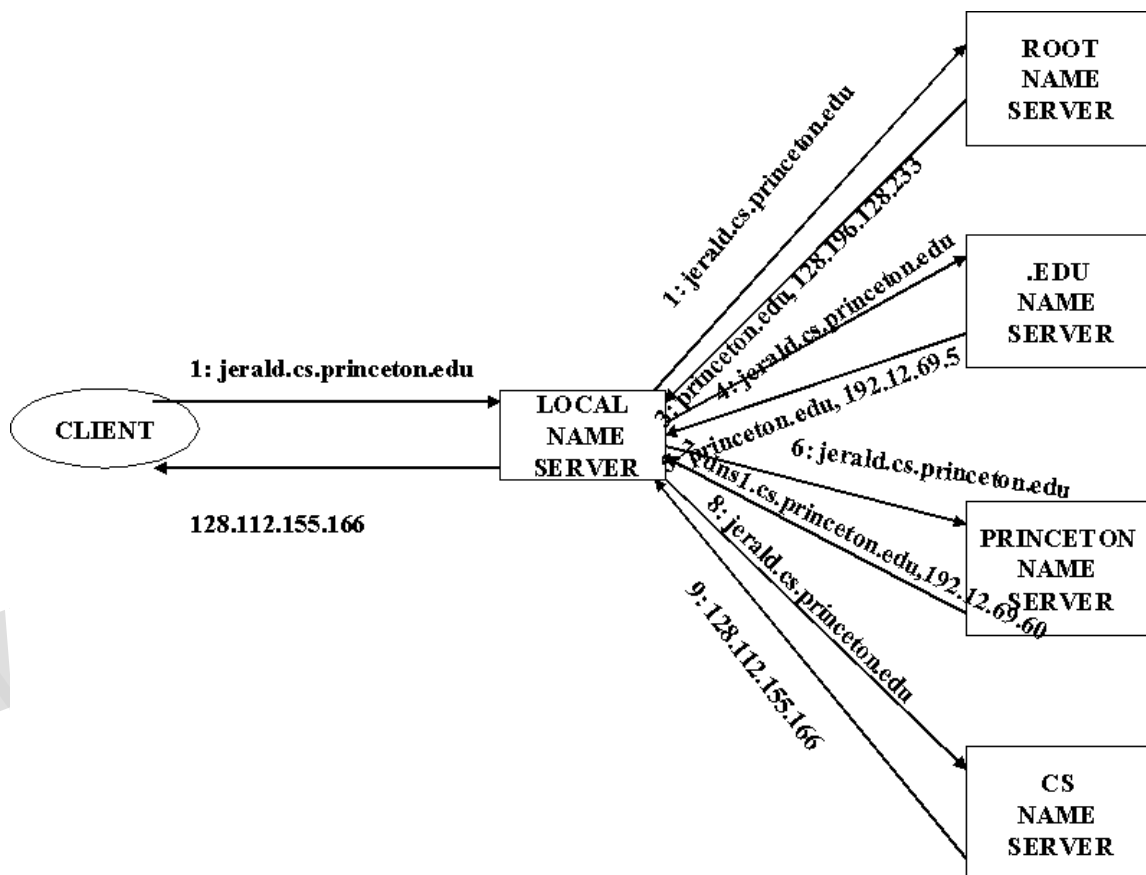 ROOT
NAME
SERVER
1: jerald.cs.princeton.edu
3: princeton.edu, 128.196.128.233
.EDU
NAME
SERVER
4: jerald.cs.princeton.edu
princeton.edu, 192.12.69.5
1: jerald.cs.princeton.edu
CLIENT
LOCAL
NAME
SERVER
128.112.155.166
6: jerald.cs.princeton.edu
dns1.cs.princeton.edu,192.12.69.60
PRINCETON
NAME
SERVER
8: jerald.cs.princeton.edu
9: 128.112.155.166
CS
NAME
SERVER